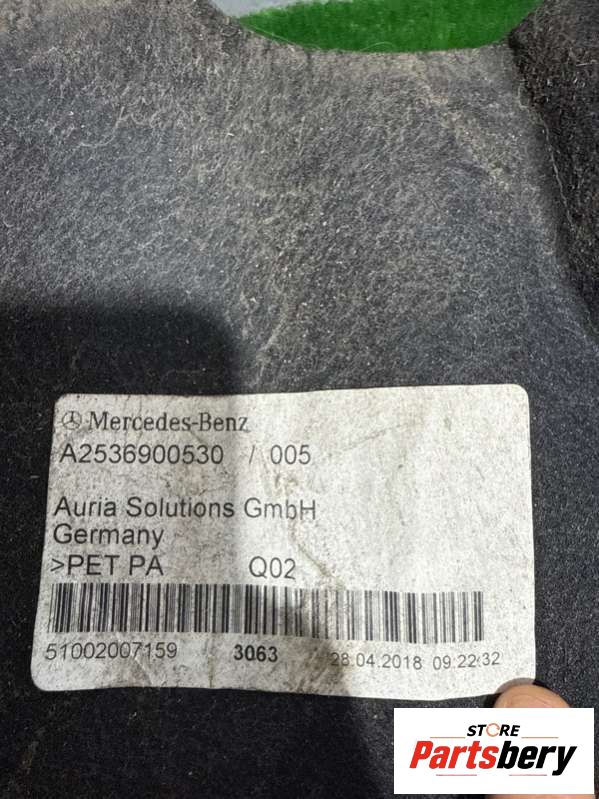 Mercedes-Benz
A2536900530 / 005
Auria Solutions GmbH
Germany
>PET PA Q02
51002007159 3063 28.04.2018 09:22:32
STORE
Partsbery